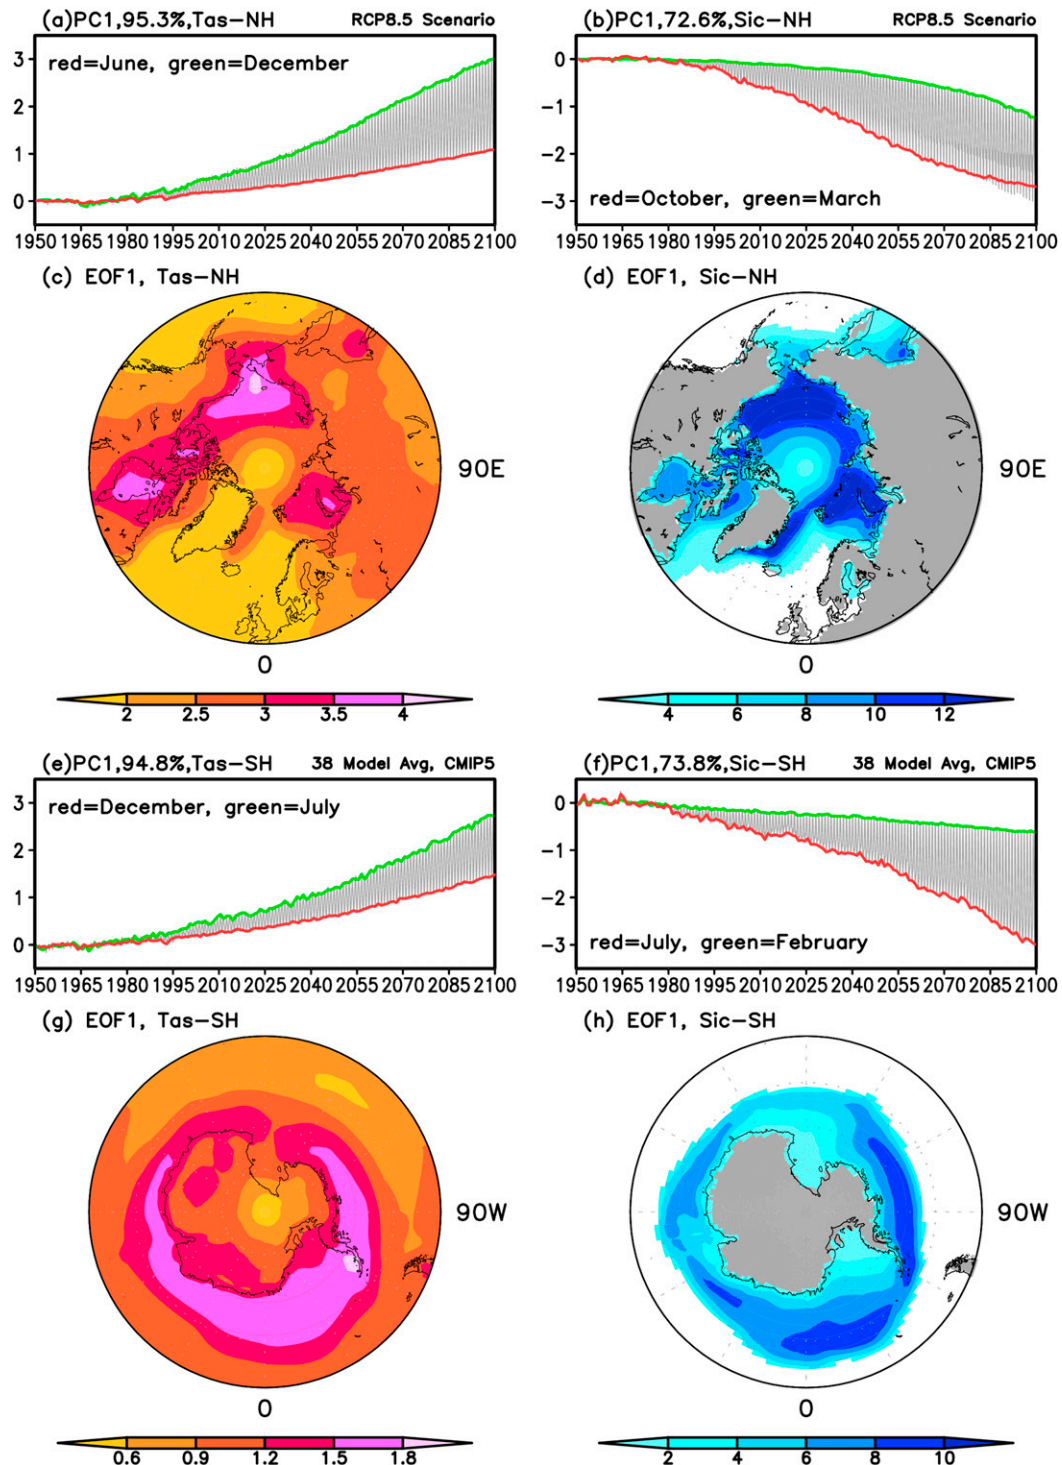 (a)PC1,95.3%,Tas−NH RCP8.5 Scenario
3
2
1
0
red=June, green=December
1950 1965 1980 1995 2010 2025 2040 2055 2070 2085 2100
(b)PC1,72.6%,Sic−NH RCP8.5 Scenario
0
−1
−2
−3
red=October, green=March
1950 1965 1980 1995 2010 2025 2040 2055 2070 2085 2100
(c) EOF1, Tas−NH
90E
0
2 2.5 3 3.5 4
(d) EOF1, Sic−NH
90E
0
4 6 8 10 12
(e)PC1,94.8%,Tas−SH 38 Model Avg, CMIP5
3
2
1
0
red=December, green=July
1950 1965 1980 1995 2010 2025 2040 2055 2070 2085 2100
(f)PC1,73.8%,Sic−SH 38 Model Avg, CMIP5
0
−1
−2
−3
red=July, green=February
1950 1965 1980 1995 2010 2025 2040 2055 2070 2085 2100
(g) EOF1, Tas−SH
90W
0
0.6 0.9 1.2 1.5 1.8
(h) EOF1, Sic−SH
90W
0
2 4 6 8 10